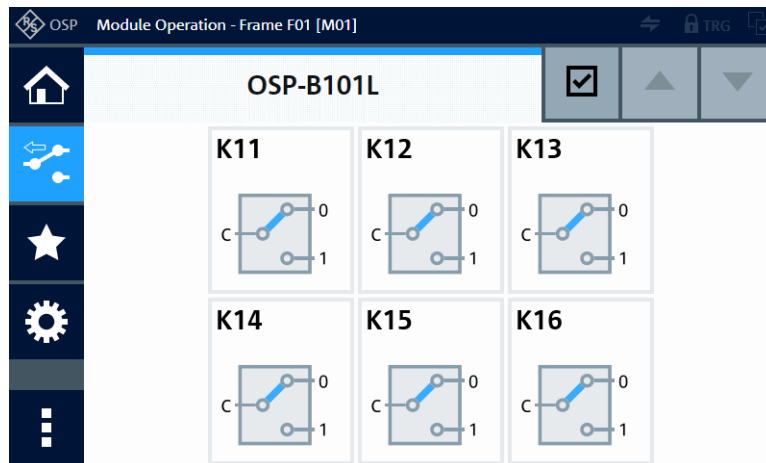 R&S OSP Module Operation - Frame F01 [M01] TRG
OSP-B101L
K11 K12 K13
0 0 0
C C C
1 1 1
K14 K15 K16
0 0 0
C C C
1 1 1